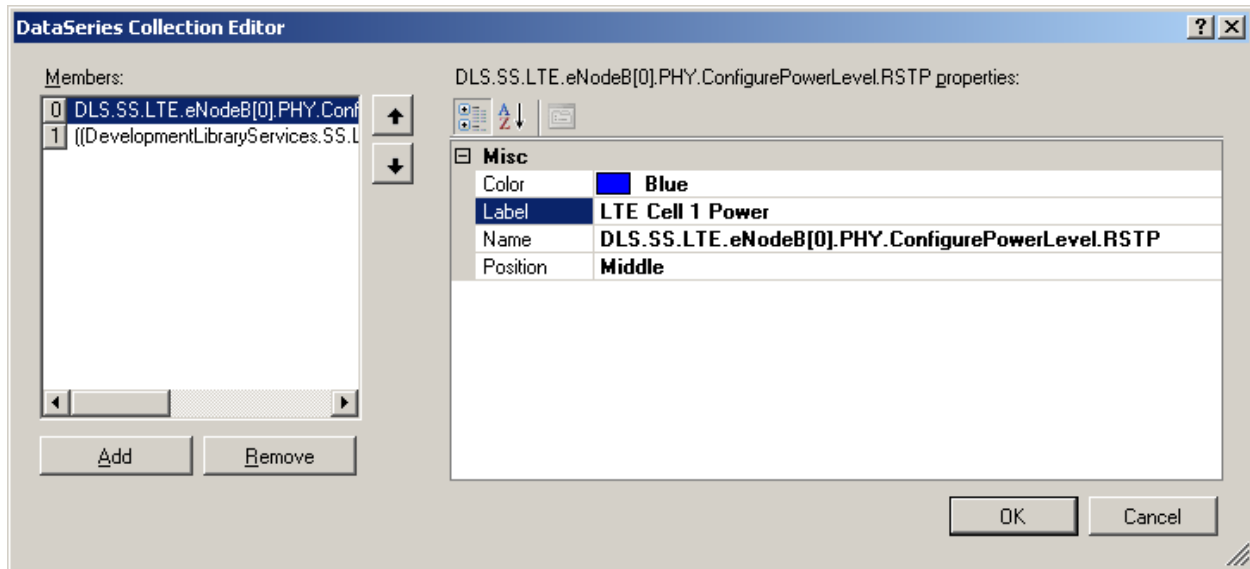 DataSeries Collection Editor
Members:
0 DLS.SS.LTE.eNodeB[0].PHY.Conf
1 ((DevelopmentLibraryServices.SS.L
Add Remove
DLS.SS.LTE.eNodeB[0].PHY.ConfigurePowerLevel.RSTP properties:
Misc
Color Blue
Label LTE Cell 1 Power
Name DLS.SS.LTE.eNodeB[0].PHY.ConfigurePowerLevel.RSTP
Position Middle
OK Cancel